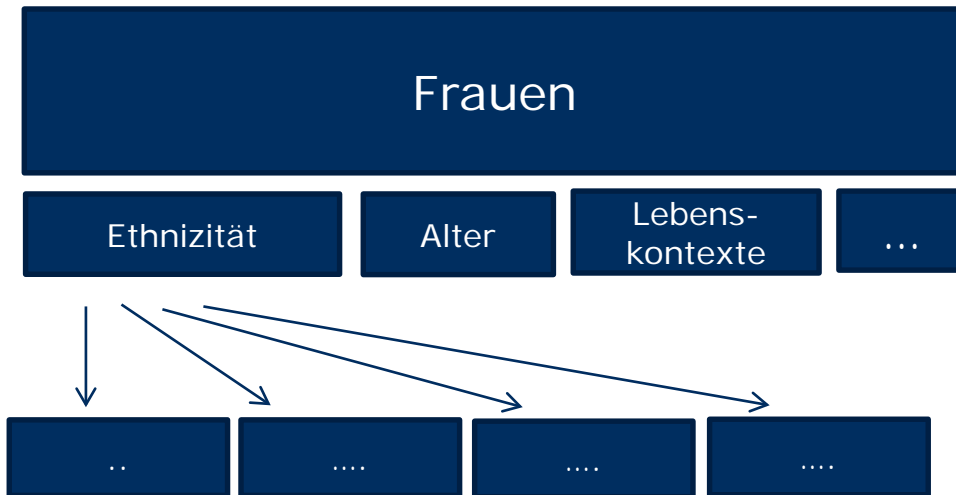 Frauen
Ethnizität
Alter
Lebens-
kontexte
...
..
....
....
....